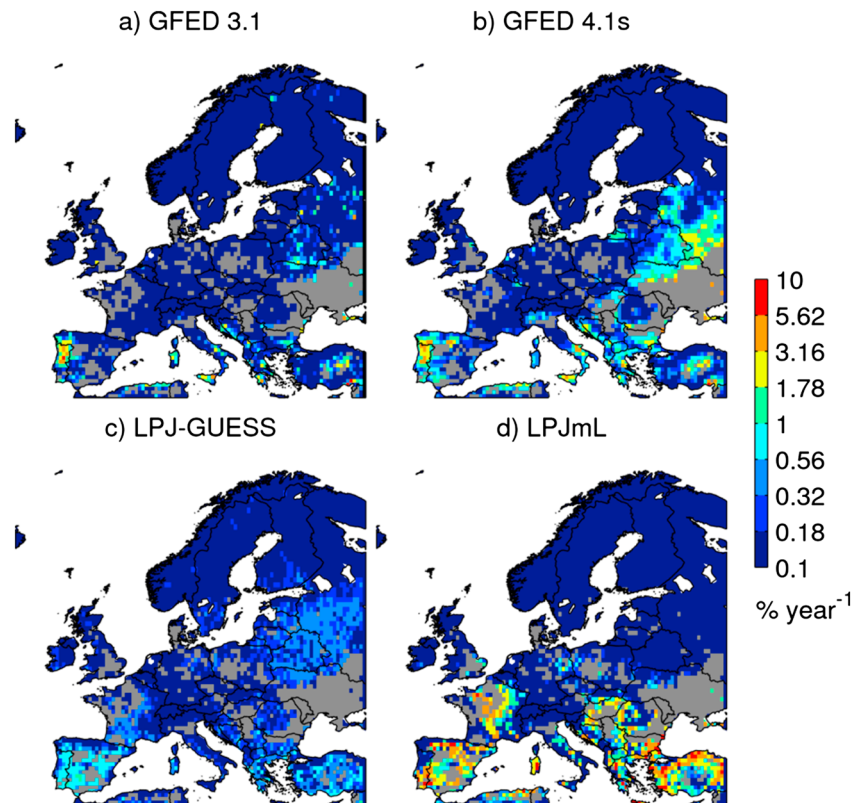 a) GFED 3.1
b) GFED 4.1s
c) LPJ-GUESS
d) LPJmL
10
5.62
3.16
1.78
1
0.56
0.32
0.18
0.1
% year⁻¹